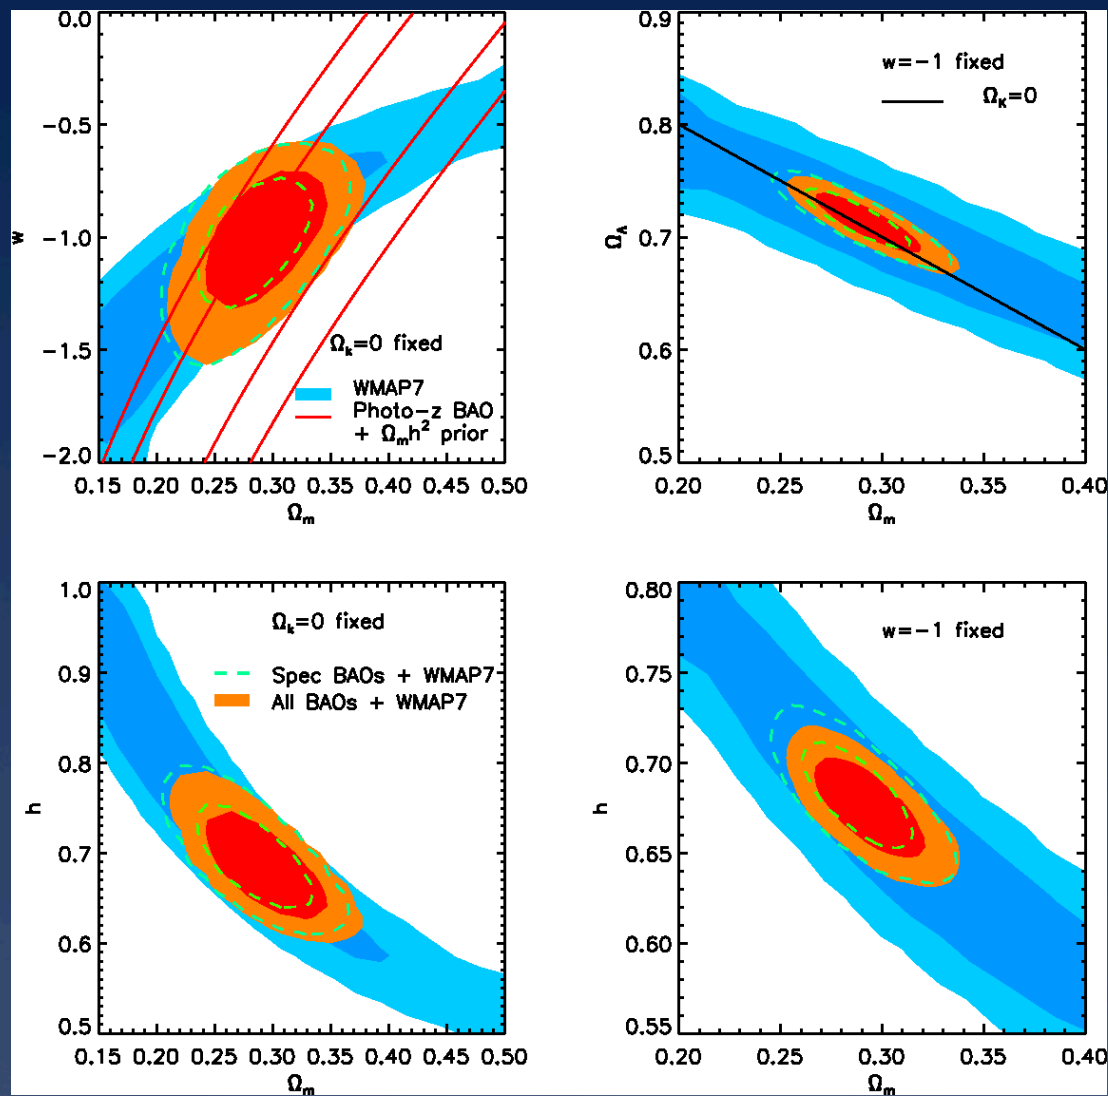 0.0
−0.5
−1.0
−1.5
−2.0
w
Ωₖ=0 fixed
WMAP7
Photo−z BAO
+ Ωₘh² prior
0.15 0.20 0.25 0.30 0.35 0.40 0.45 0.50
Ωₘ
0.9
0.8
0.7
0.6
0.5
Ω_Λ
w=−1 fixed
Ω_K=0
0.20 0.25 0.30 0.35 0.40
Ωₘ
1.0
0.9
0.8
0.7
0.6
0.5
h
Ωₖ=0 fixed
Spec BAOs + WMAP7
All BAOs + WMAP7
0.15 0.20 0.25 0.30 0.35 0.40 0.45 0.50
Ωₘ
0.80
0.75
0.70
0.65
0.60
0.55
h
w=−1 fixed
0.20 0.25 0.30 0.35 0.40
Ωₘ